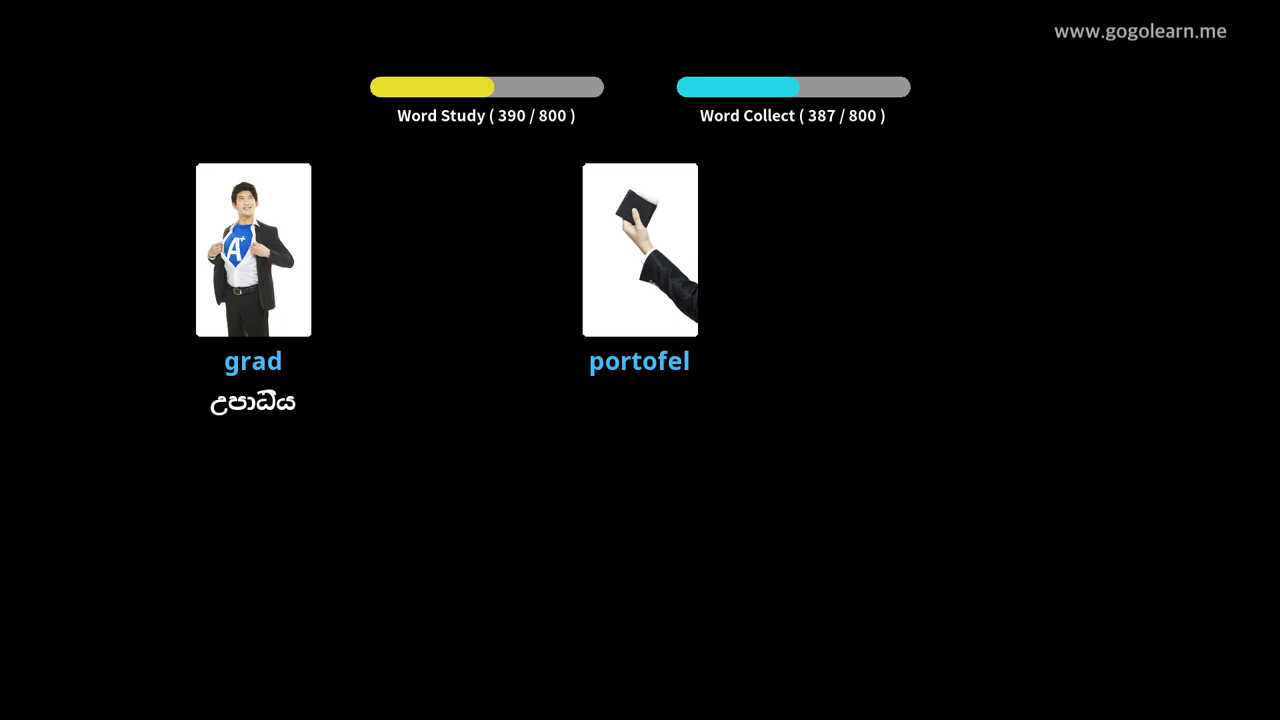 www.gogolearn.me
Word Study ( 390 / 800 )
Word Collect ( 387 / 800 )
A+
grad
portofel
උපාධිය